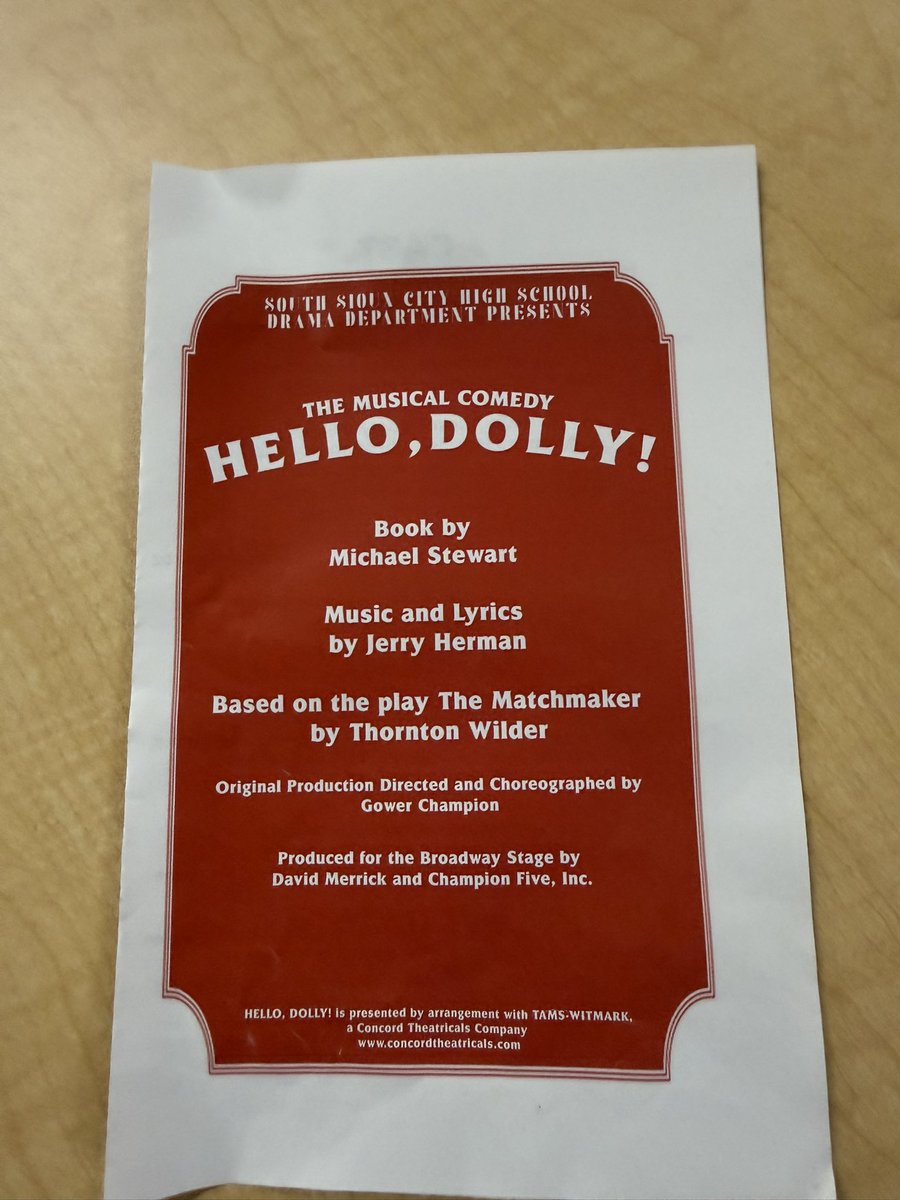 SOUTH SIOUX CITY HIGH SCHOOL
DRAMA DEPARTMENT PRESENTS
THE MUSICAL COMEDY
HELLO, DOLLY!
Book by
Michael Stewart
Music and Lyrics
by Jerry Herman
Based on the play The Matchmaker
by Thornton Wilder
Original Production Directed and Choreographed by
Gower Champion
Produced for the Broadway Stage by
David Merrick and Champion Five, Inc.
HELLO, DOLLY! is presented by arrangement with TAMS-WITMARK,
a Concord Theatricals Company
www.concordtheatricals.com